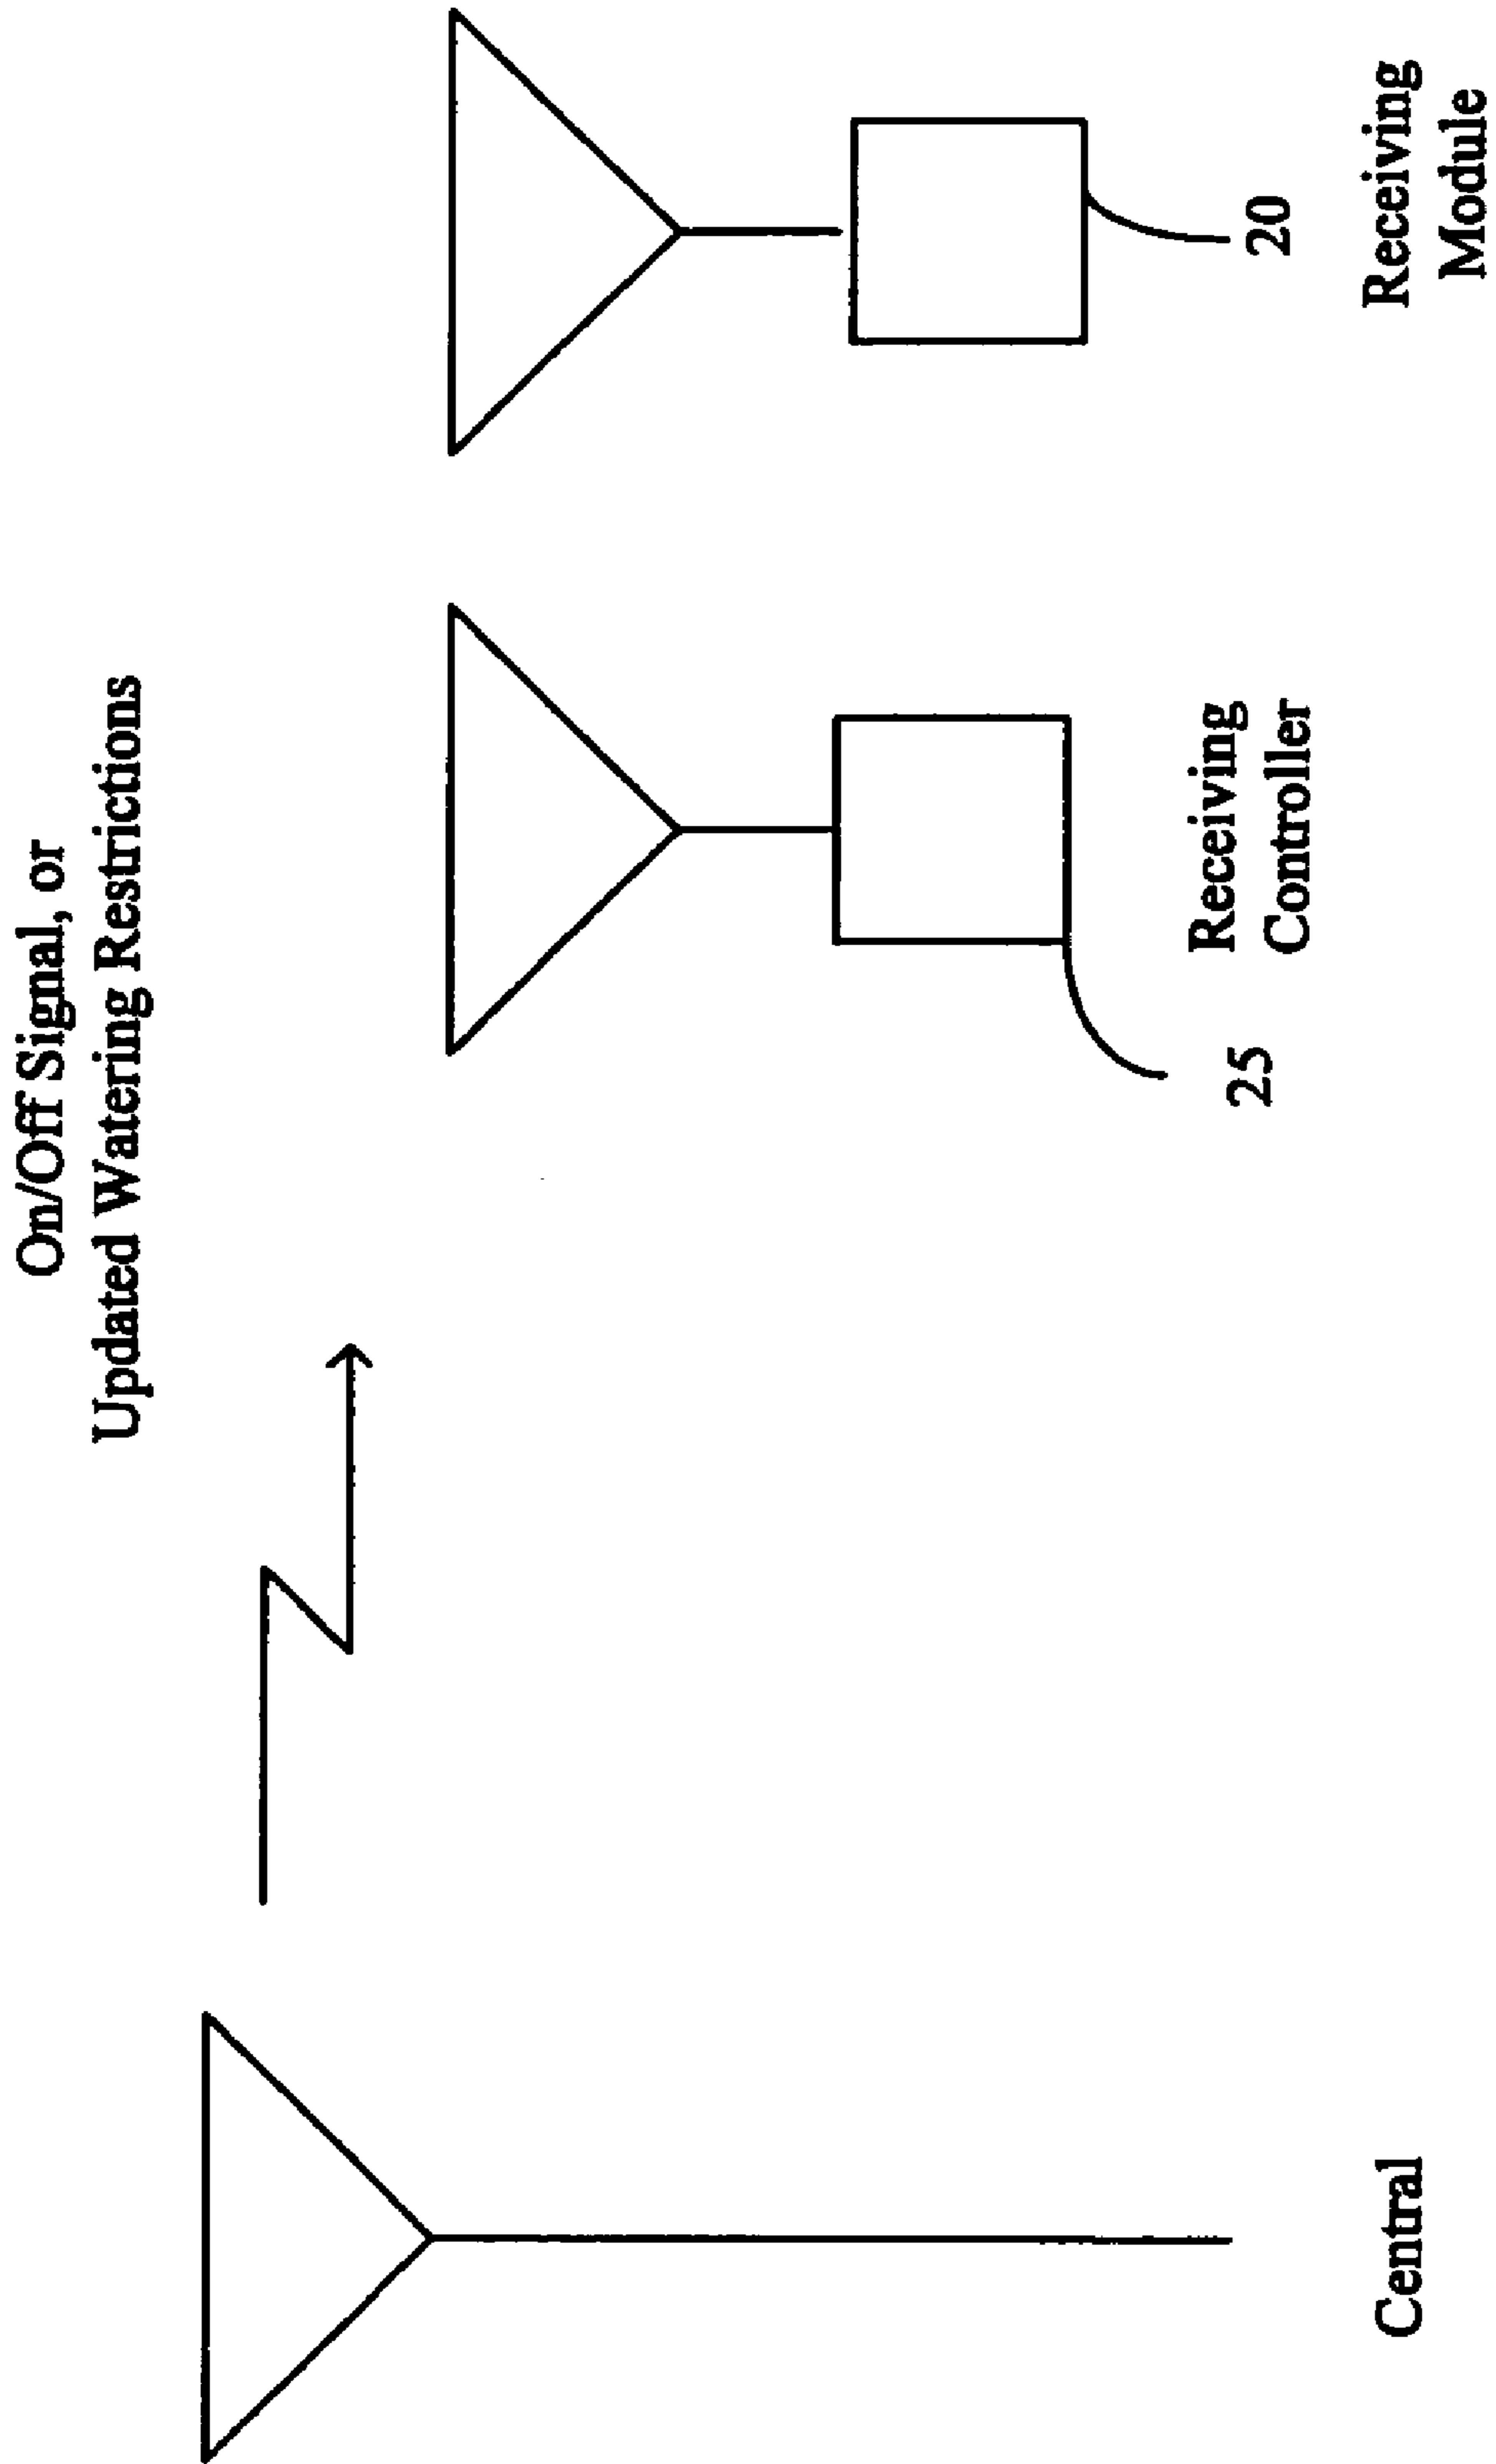 On/Off Signal, or
Updated Watering Restrictions
Central
25
Receiving
Controller
20
Receiving
Module